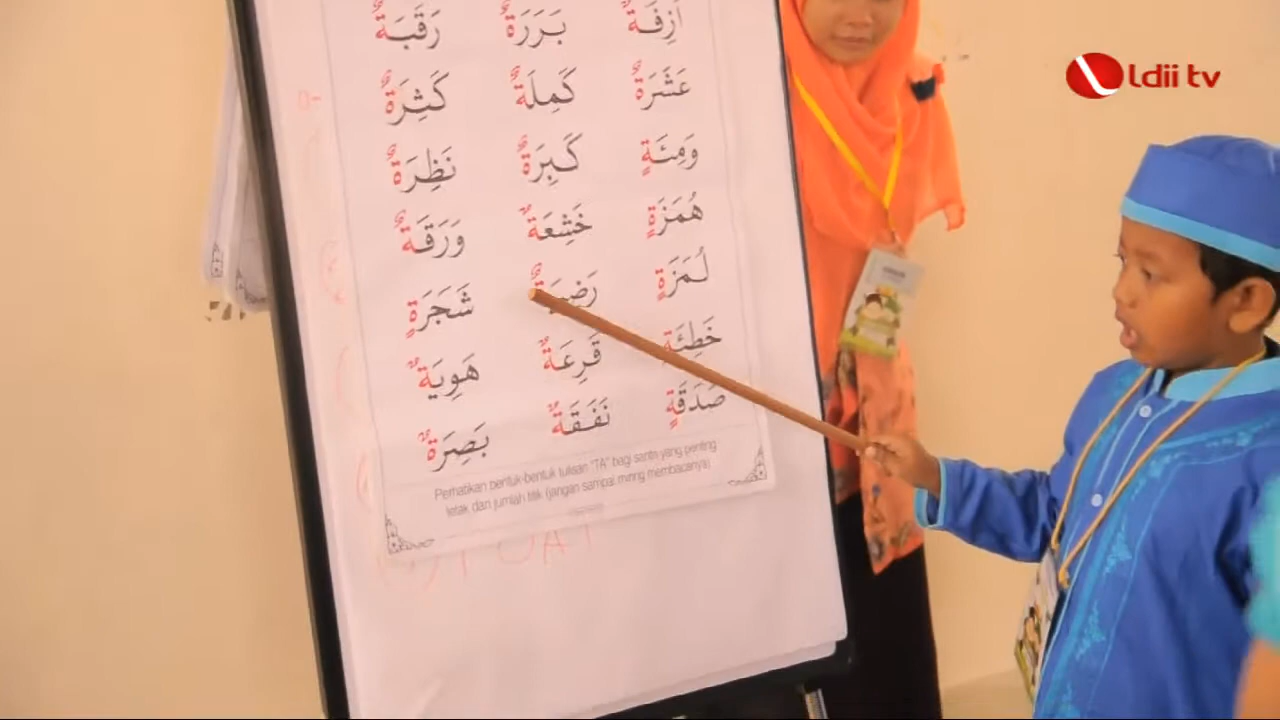 ldii tv
أَزِفَةٌ بَرَرَةٌ رَقَبَةٌ
عَشَرَةٌ كَمِلَةٌ كَثِرَةٌ
وَمِئَةٍ كَبِرَةٌ نَظِرَةٌ
هُمَزَةٍ خَشِعَةٌ وَرَقَةٌ
لُمَزَةٍ شَجَرَةٍ
خَطِئَةٍ قَرِعَةٌ هَوِيَةٌ
صَدَقَةٍ نَفَقَةٌ بَصِرَةٌ
Perhatikan bentuk-bentuk tulisan "TA" bagi santri yang penting
letak dan jumlah titik (jangan sampai miring membacanya)